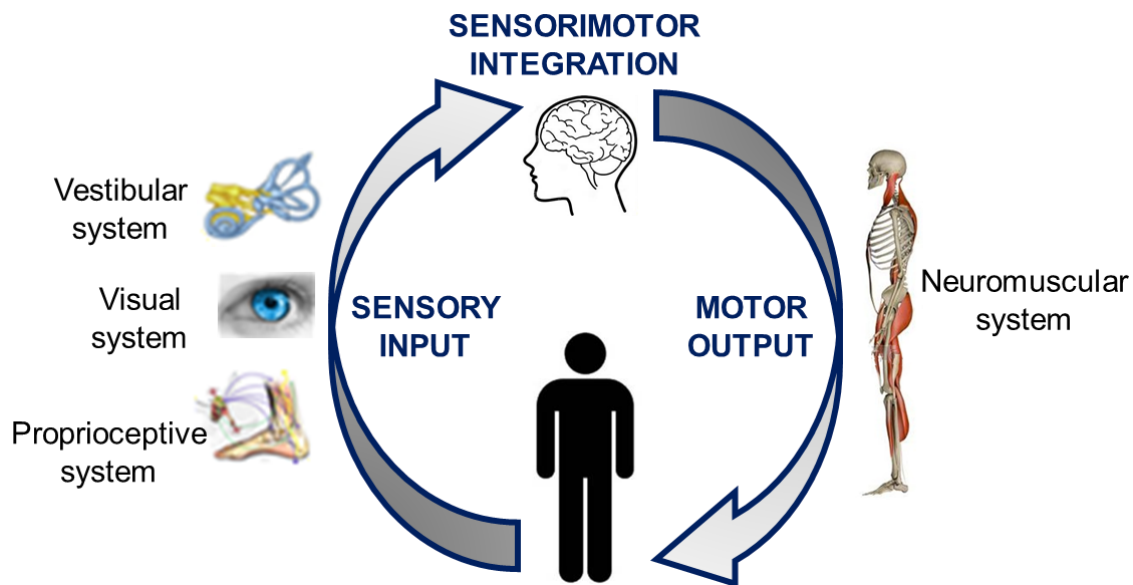 SENSORIMOTOR
INTEGRATION
Vestibular
system
Visual
system
Proprioceptive
system
SENSORY
INPUT
MOTOR
OUTPUT
Neuromuscular
system